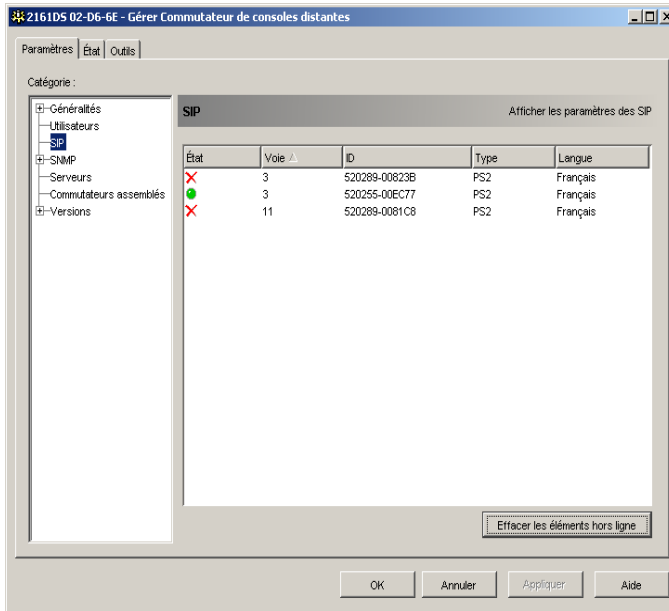 2161DS 02-D6-6E - Gérer Commutateur de consoles distantes
Paramètres État Outils
Catégorie :
Généralités
Utilisateurs
SIP
SNMP
Serveurs
Commutateurs assemblés
Versions
SIP Afficher les paramètres des SIP
État Voie ID Type Langue
3 520289-00823B PS2 Français
3 520255-00EC77 PS2 Français
11 520289-0081C8 PS2 Français
Effacer les éléments hors ligne
OK Annuler Appliquer Aide